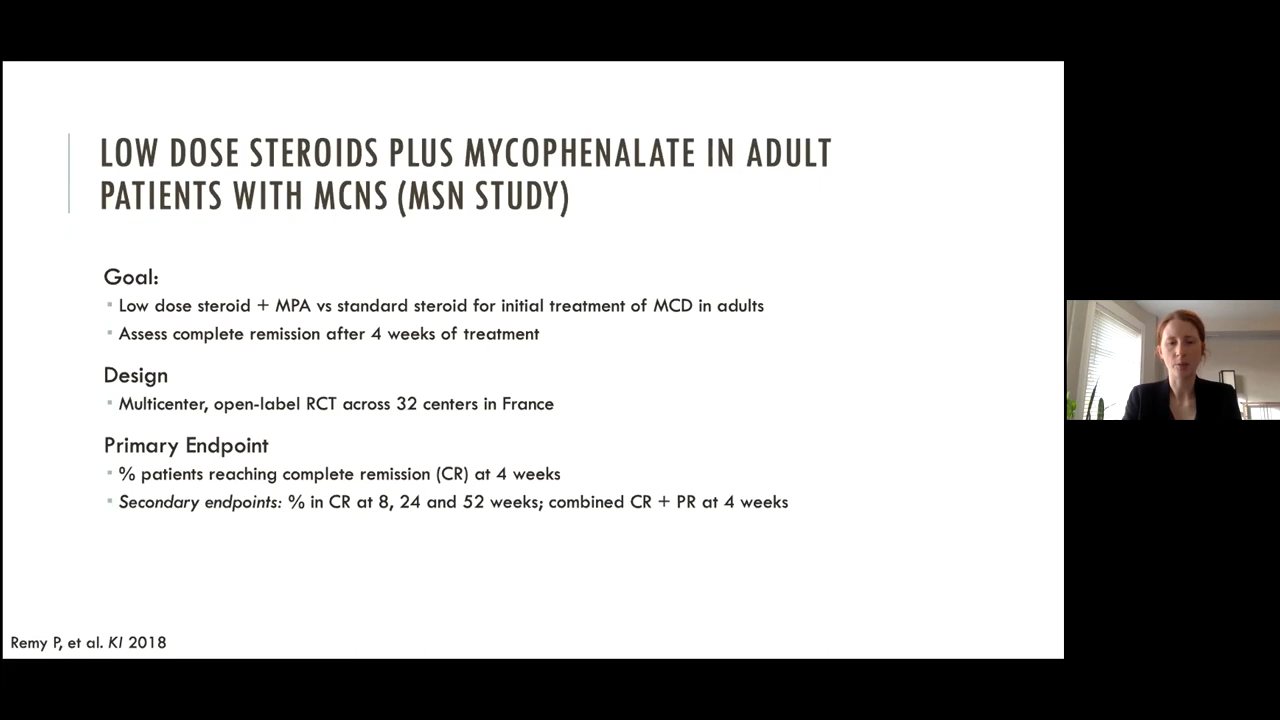 LOW DOSE STEROIDS PLUS MYCOPHENALATE IN ADULT
PATIENTS WITH MCNS (MSN STUDY)
Goal:
▪ Low dose steroid + MPA vs standard steroid for initial treatment of MCD in adults
▪ Assess complete remission after 4 weeks of treatment
Design
▪ Multicenter, open-label RCT across 32 centers in France
Primary Endpoint
▪ % patients reaching complete remission (CR) at 4 weeks
▪ Secondary endpoints: % in CR at 8, 24 and 52 weeks; combined CR + PR at 4 weeks
Remy P, et al. KI 2018